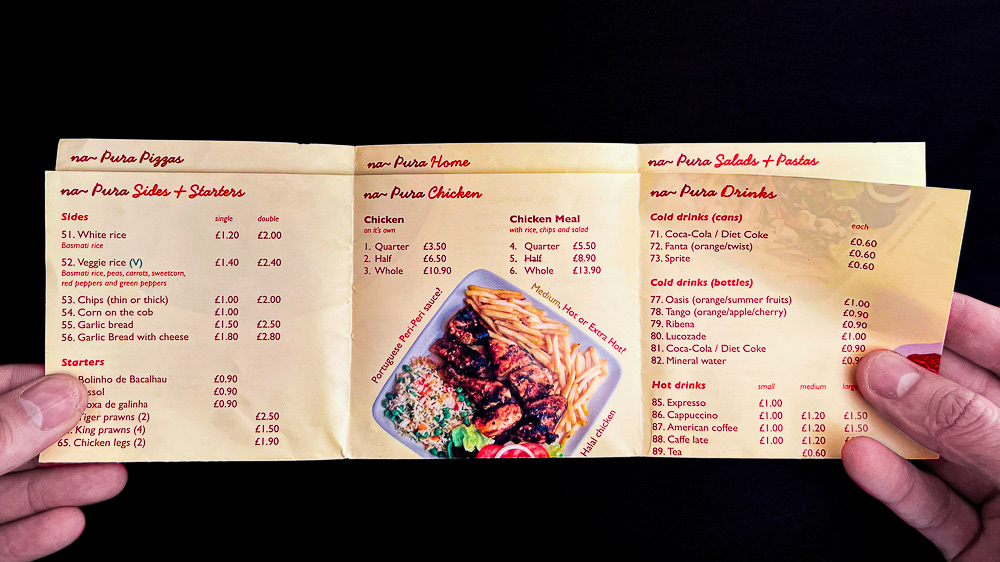 na~ Pura Pizzas
na~ Pura Home
na~ Pura Salads + Pastas
na~ Pura Sides + Starters
Sides single double
51. White rice £1.20 £2.00
Basmati rice
52. Veggie rice (V) £1.40 £2.40
Basmati rice, peas, carrots, sweetcorn,
red peppers and green peppers
53. Chips (thin or thick) £1.00 £2.00
54. Corn on the cob £1.00
55. Garlic bread £1.50 £2.50
56. Garlic Bread with cheese £1.80 £2.80
Starters
Bolinho de Bacalhau £0.90
£0.90
de galinha £0.90
Tiger prawns (2) £2.50
King prawns (4) £1.50
65. Chicken legs (2) £1.90
na~ Pura Chicken
Chicken
on it's own
1. Quarter £3.50
2. Half £6.50
3. Whole £10.90
Chicken Meal
with rice, chips and salad
4. Quarter £5.50
5. Half £8.90
6. Whole £13.90
Portuguese Peri-Peri sauce?
Medium, Hot or Extra Hot?
Halal chicken
na~ Pura Drinks
Cold drinks (cans) each
71. Coca-Cola / Diet Coke £0.60
72. Fanta (orange/twist) £0.60
73. Sprite £0.60
Cold drinks (bottles)
77. Oasis (orange/summer fruits) £1.00
78. Tango (orange/apple/cherry) £0.90
79. Ribena £0.90
80. Lucozade £1.00
81. Coca-Cola / Diet Coke £0.90
82. Mineral water
Hot drinks small medium
85. Expresso £1.00
86. Cappuccino £1.00 £1.20 £1.50
87. American coffee £1.00 £1.20 £1.50
88. Caffe late £1.00 £1.20
89. Tea £0.60